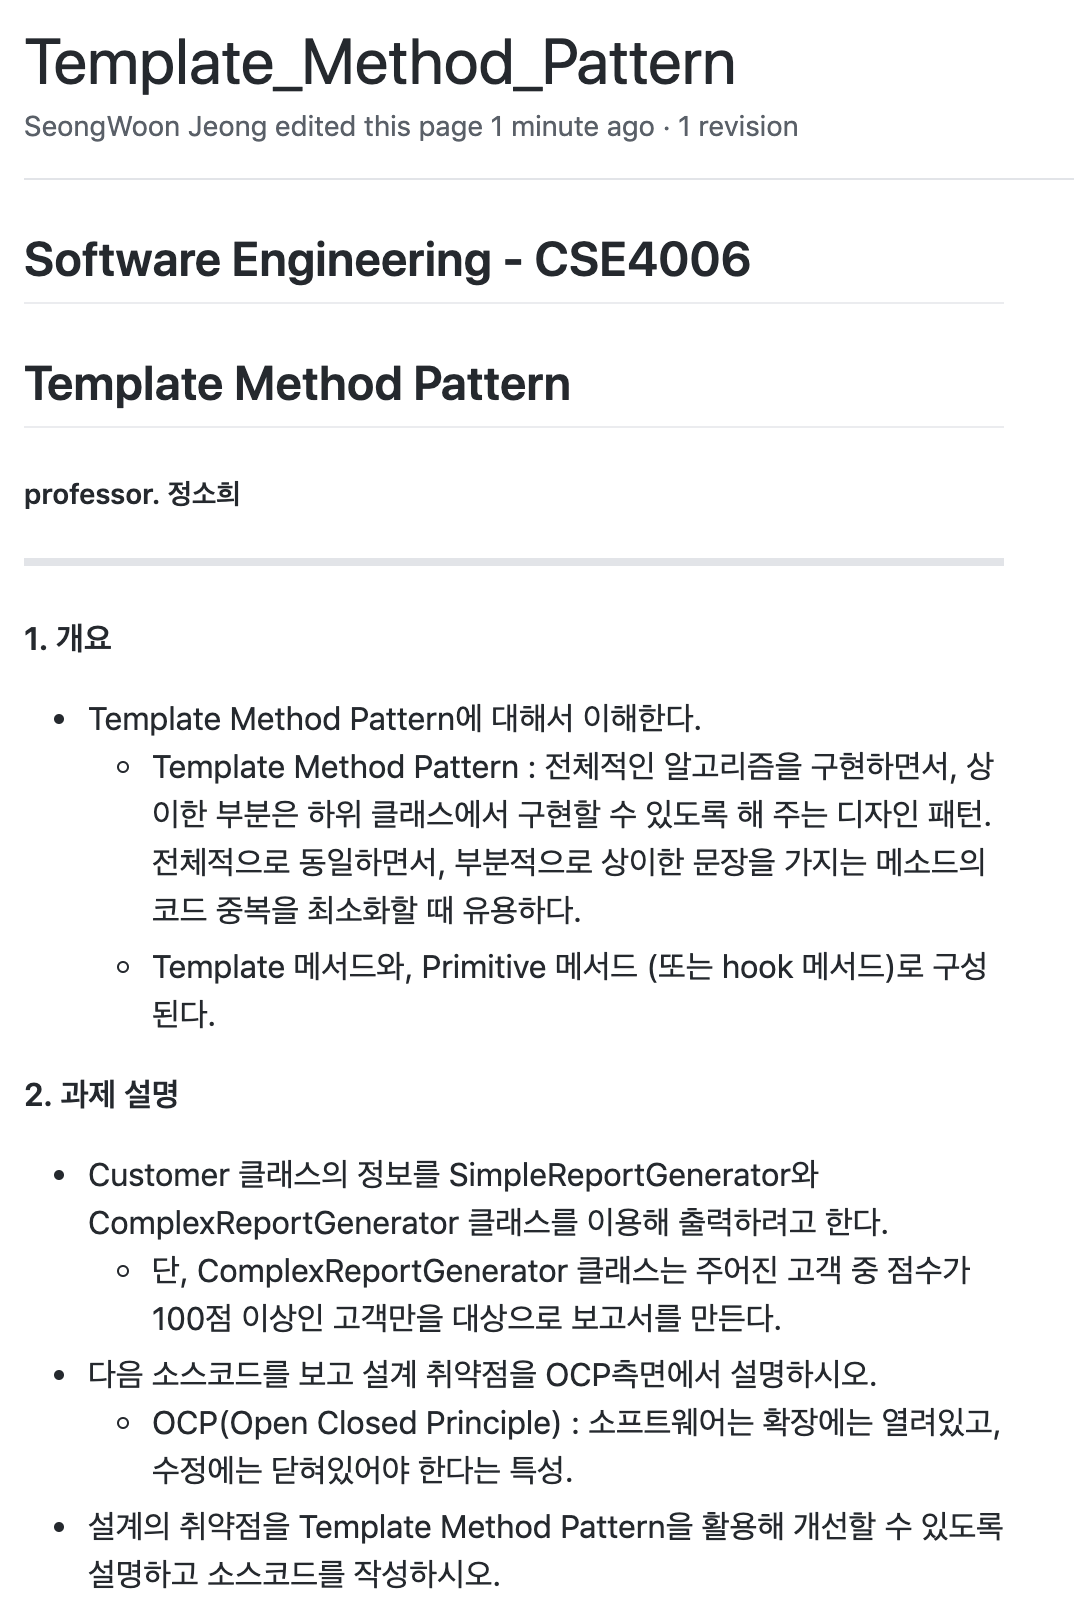 Template_Method_Pattern
SeongWoon Jeong edited this page 1 minute ago · 1 revision
Software Engineering - CSE4006
Template Method Pattern
professor. 정소희
1. 개요
• Template Method Pattern에 대해서 이해한다.
◦ Template Method Pattern : 전체적인 알고리즘을 구현하면서, 상
이한 부분은 하위 클래스에서 구현할 수 있도록 해 주는 디자인 패턴.
전체적으로 동일하면서, 부분적으로 상이한 문장을 가지는 메소드의
코드 중복을 최소화할 때 유용하다.
◦ Template 메서드와, Primitive 메서드 (또는 hook 메서드)로 구성
된다.
2. 과제 설명
• Customer 클래스의 정보를 SimpleReportGenerator와
ComplexReportGenerator 클래스를 이용해 출력하려고 한다.
◦ 단, ComplexReportGenerator 클래스는 주어진 고객 중 점수가
100점 이상인 고객만을 대상으로 보고서를 만든다.
• 다음 소스코드를 보고 설계 취약점을 OCP측면에서 설명하시오.
◦ OCP(Open Closed Principle) : 소프트웨어는 확장에는 열려있고,
수정에는 닫혀있어야 한다는 특성.
• 설계의 취약점을 Template Method Pattern을 활용해 개선할 수 있도록
설명하고 소스코드를 작성하시오.